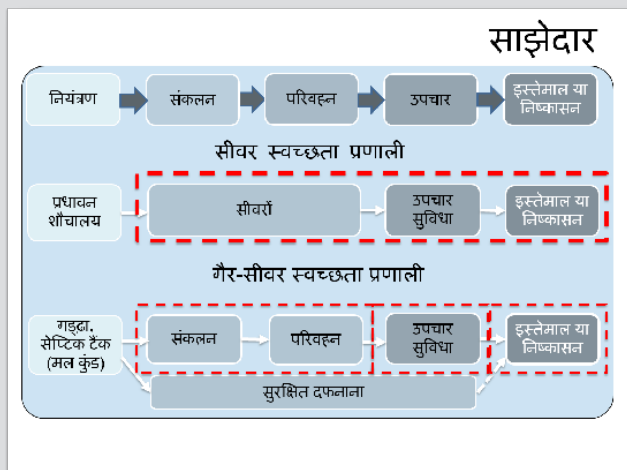 साझेदार
नियंत्रण
संकलन
परिवहन
उपचार
इस्तेमाल या
निष्कासन
सीवर स्वच्छता प्रणाली
प्रधावन
शौचालय
सीवरों
उपचार
सुविधा
इस्तेमाल या
निष्कासन
गैर-सीवर स्वच्छता प्रणाली
गड्ढा.
सेप्टिक टैंक
(मल कुंड)
संकलन
परिवहन
उपचार
सुविधा
इस्तेमाल या
निष्कासन
सुरक्षित दफनाना